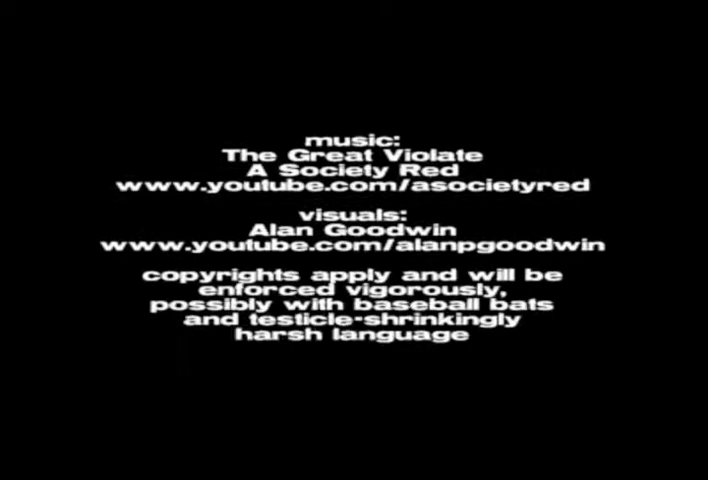 music:
The Great Violate
A Society Red
www.youtube.com/asocietyred
visuals:
Alan Goodwin
www.youtube.com/alanpgoodwin
copyrights apply and will be
enforced vigorously,
possibly with baseball bats
and testicle-shrinkingly
harsh language